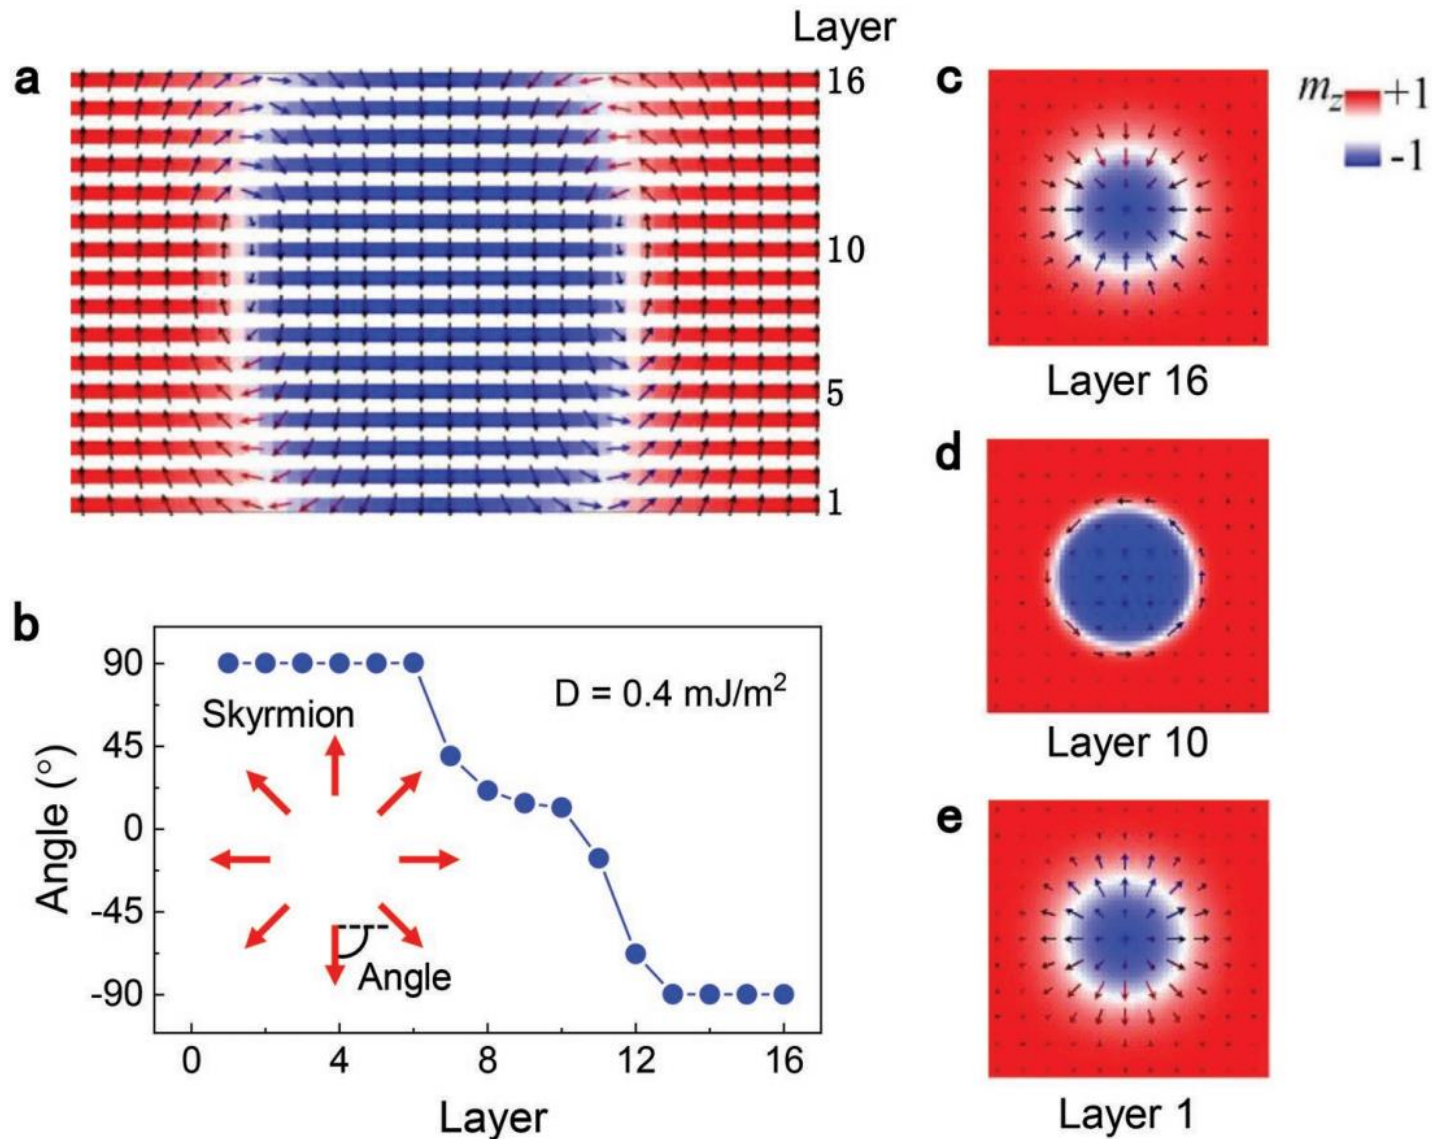 Layer
a
16
10
5
1
b
90
45
0
-45
-90
Angle (°)
D = 0.4 mJ/m²
Skyrmion
Angle
0 4 8 12 16
Layer
c
m_z +1
-1
Layer 16
d
Layer 10
e
Layer 1